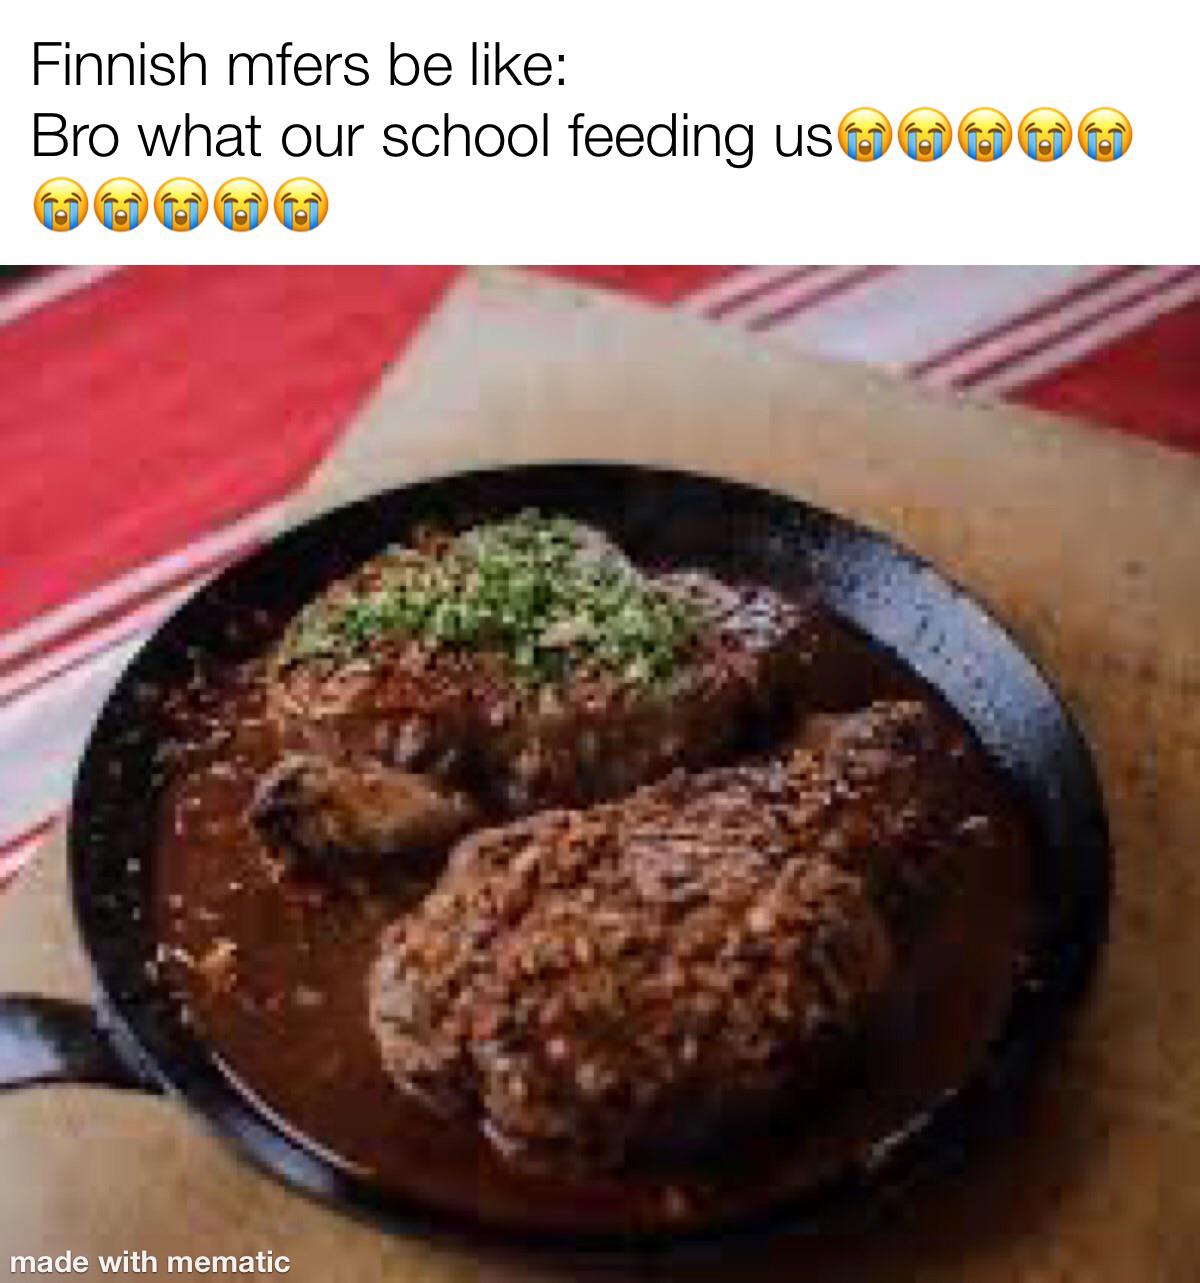 Finnish mfers be like:
Bro what our school feeding us😭😭😭😭😭
😭😭😭😭😭
made with mematic